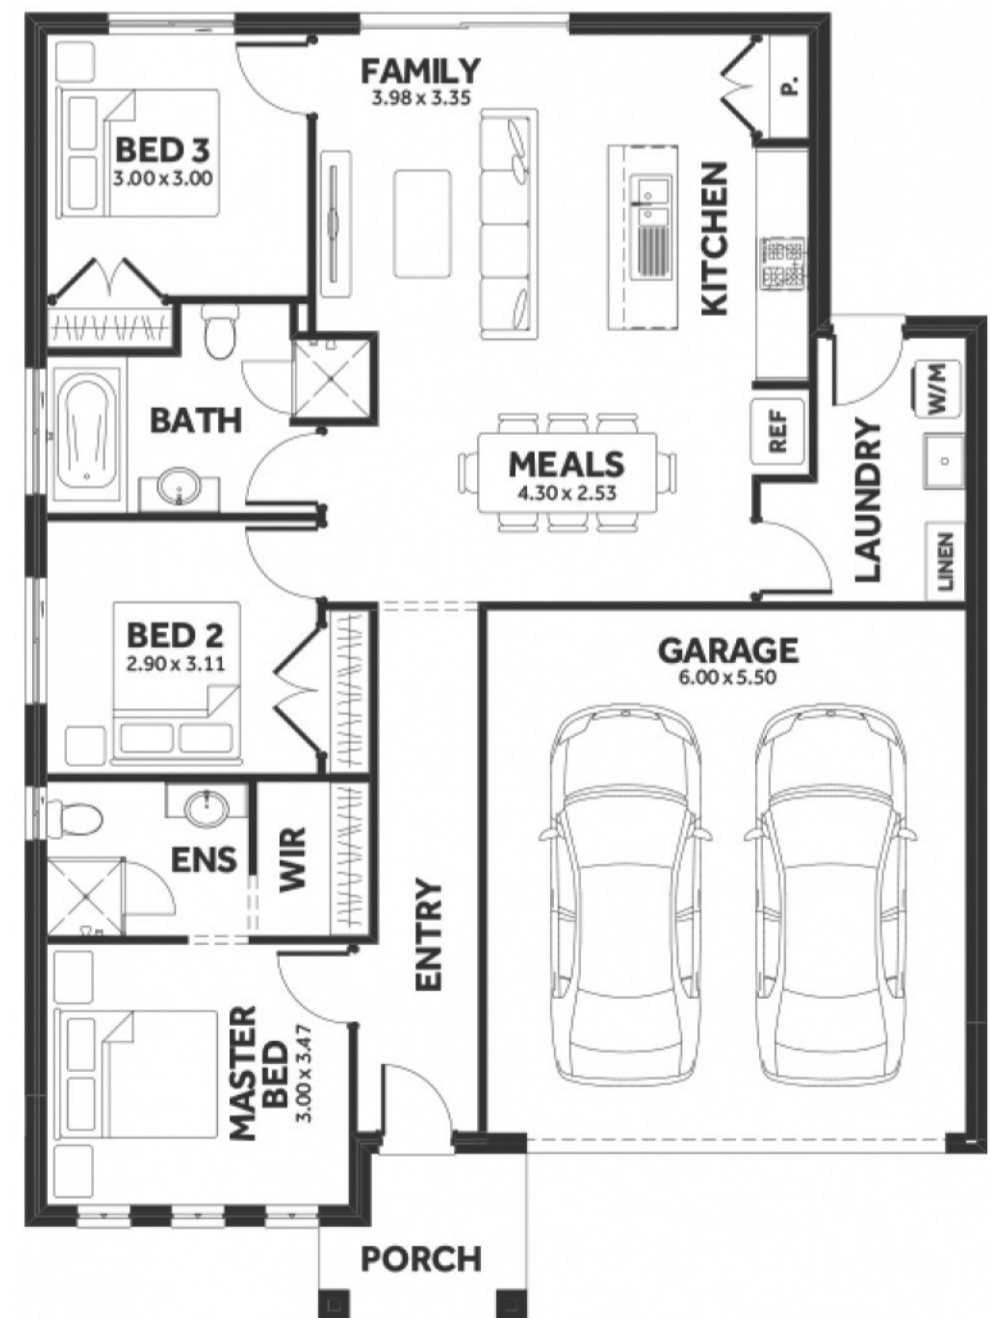 FAMILY
3.98 x 3.35
P.
BED 3
3.00 x 3.00
KITCHEN
W/M
BATH
REF
MEALS
4.30 x 2.53
LAUNDRY
LINEN
BED 2
2.90 x 3.11
GARAGE
6.00 x 5.50
ENS
WIR
ENTRY
MASTER
BED
3.00 x 3.47
PORCH